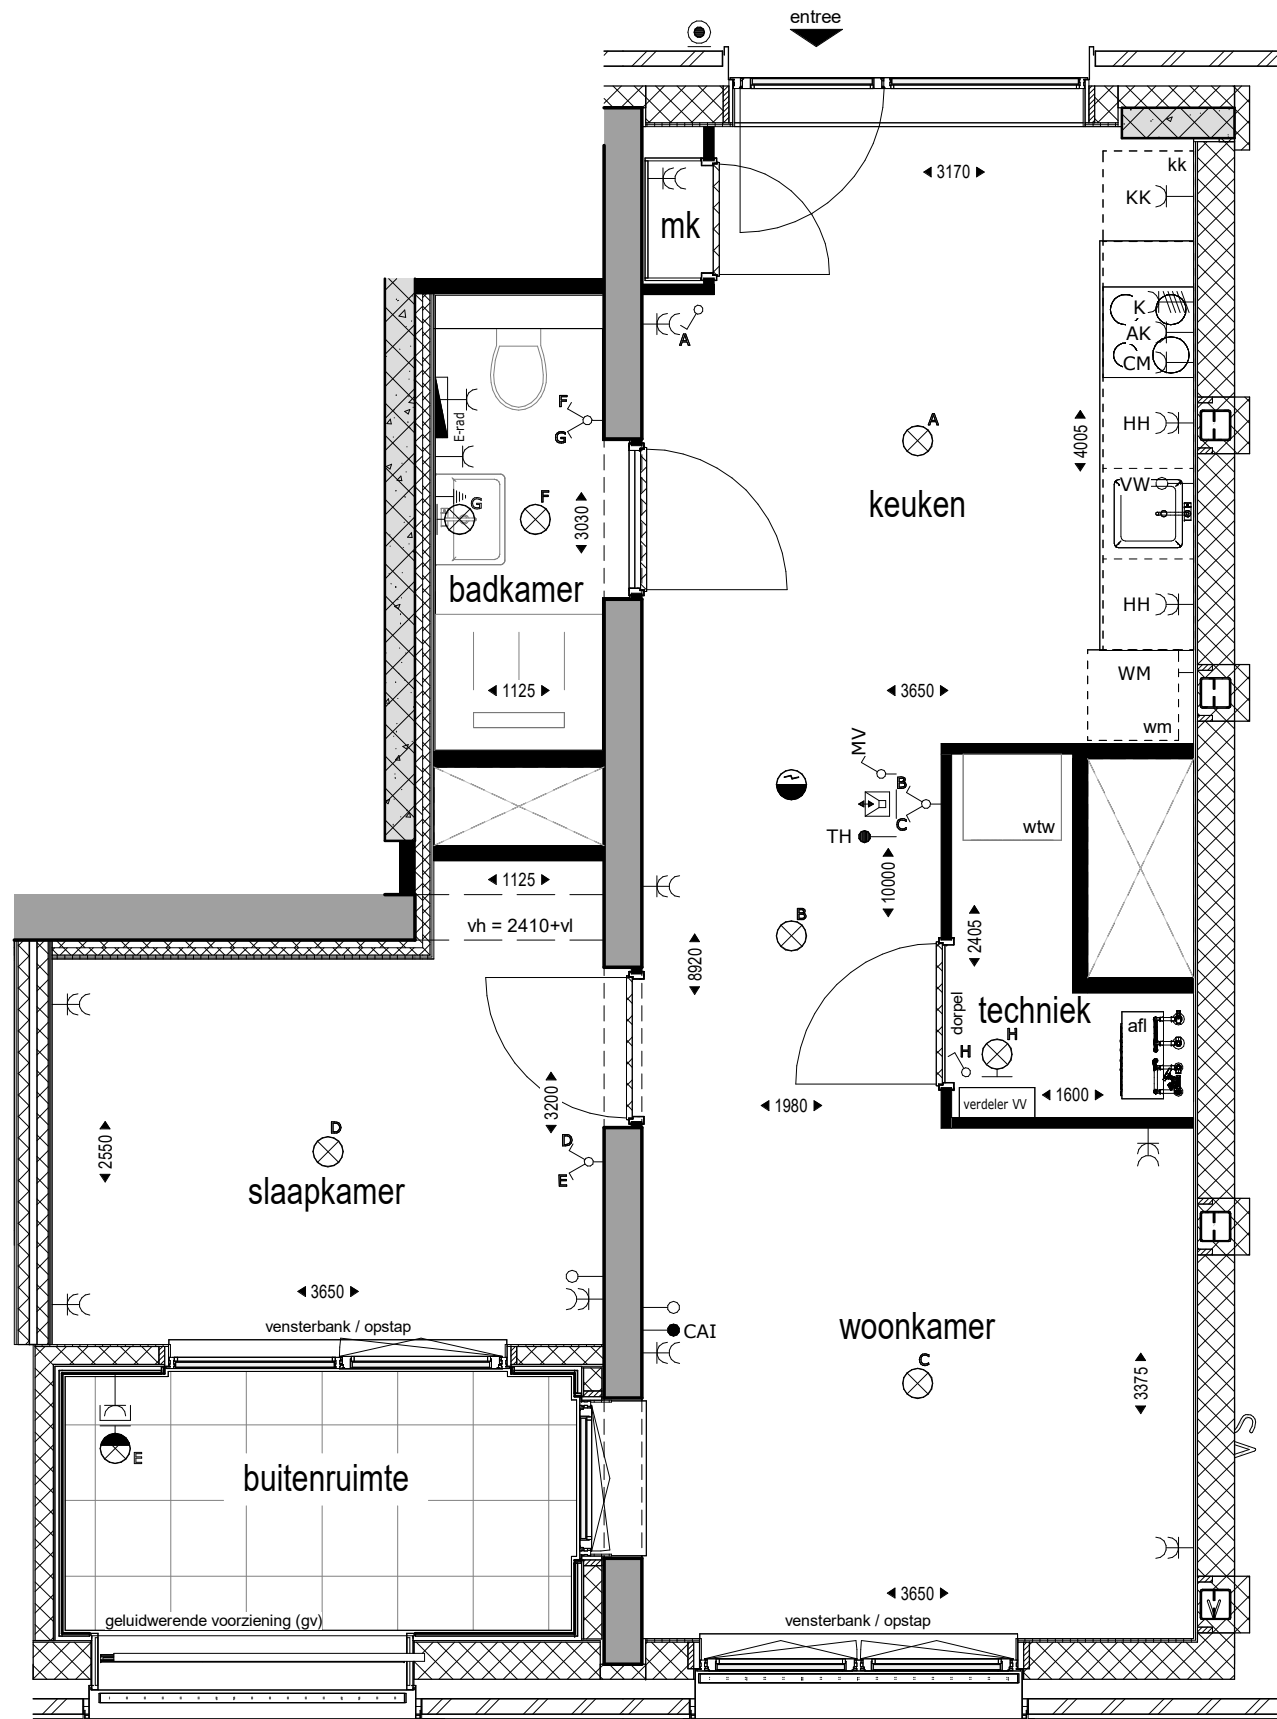 entree
3170
kk
KK
mk
K
AK
CM
A
F
G
E-rad
A
HH
4005
keuken
VW
G
F
3030
badkamer
HH
1125
3650
WM
wm
MV
B
C
wtw
TH
10000
1125
vh = 2410+vl
B
2405
8920
dorpel
techniek
afl
H
H
3200
1980
1600
verdeler VV
D
2550
D
E
slaapkamer
3650
vensterbank / opstap
CAI
woonkamer
C
3375
E
buitenruimte
geluidwerende voorziening (gv)
3650
vensterbank / opstap